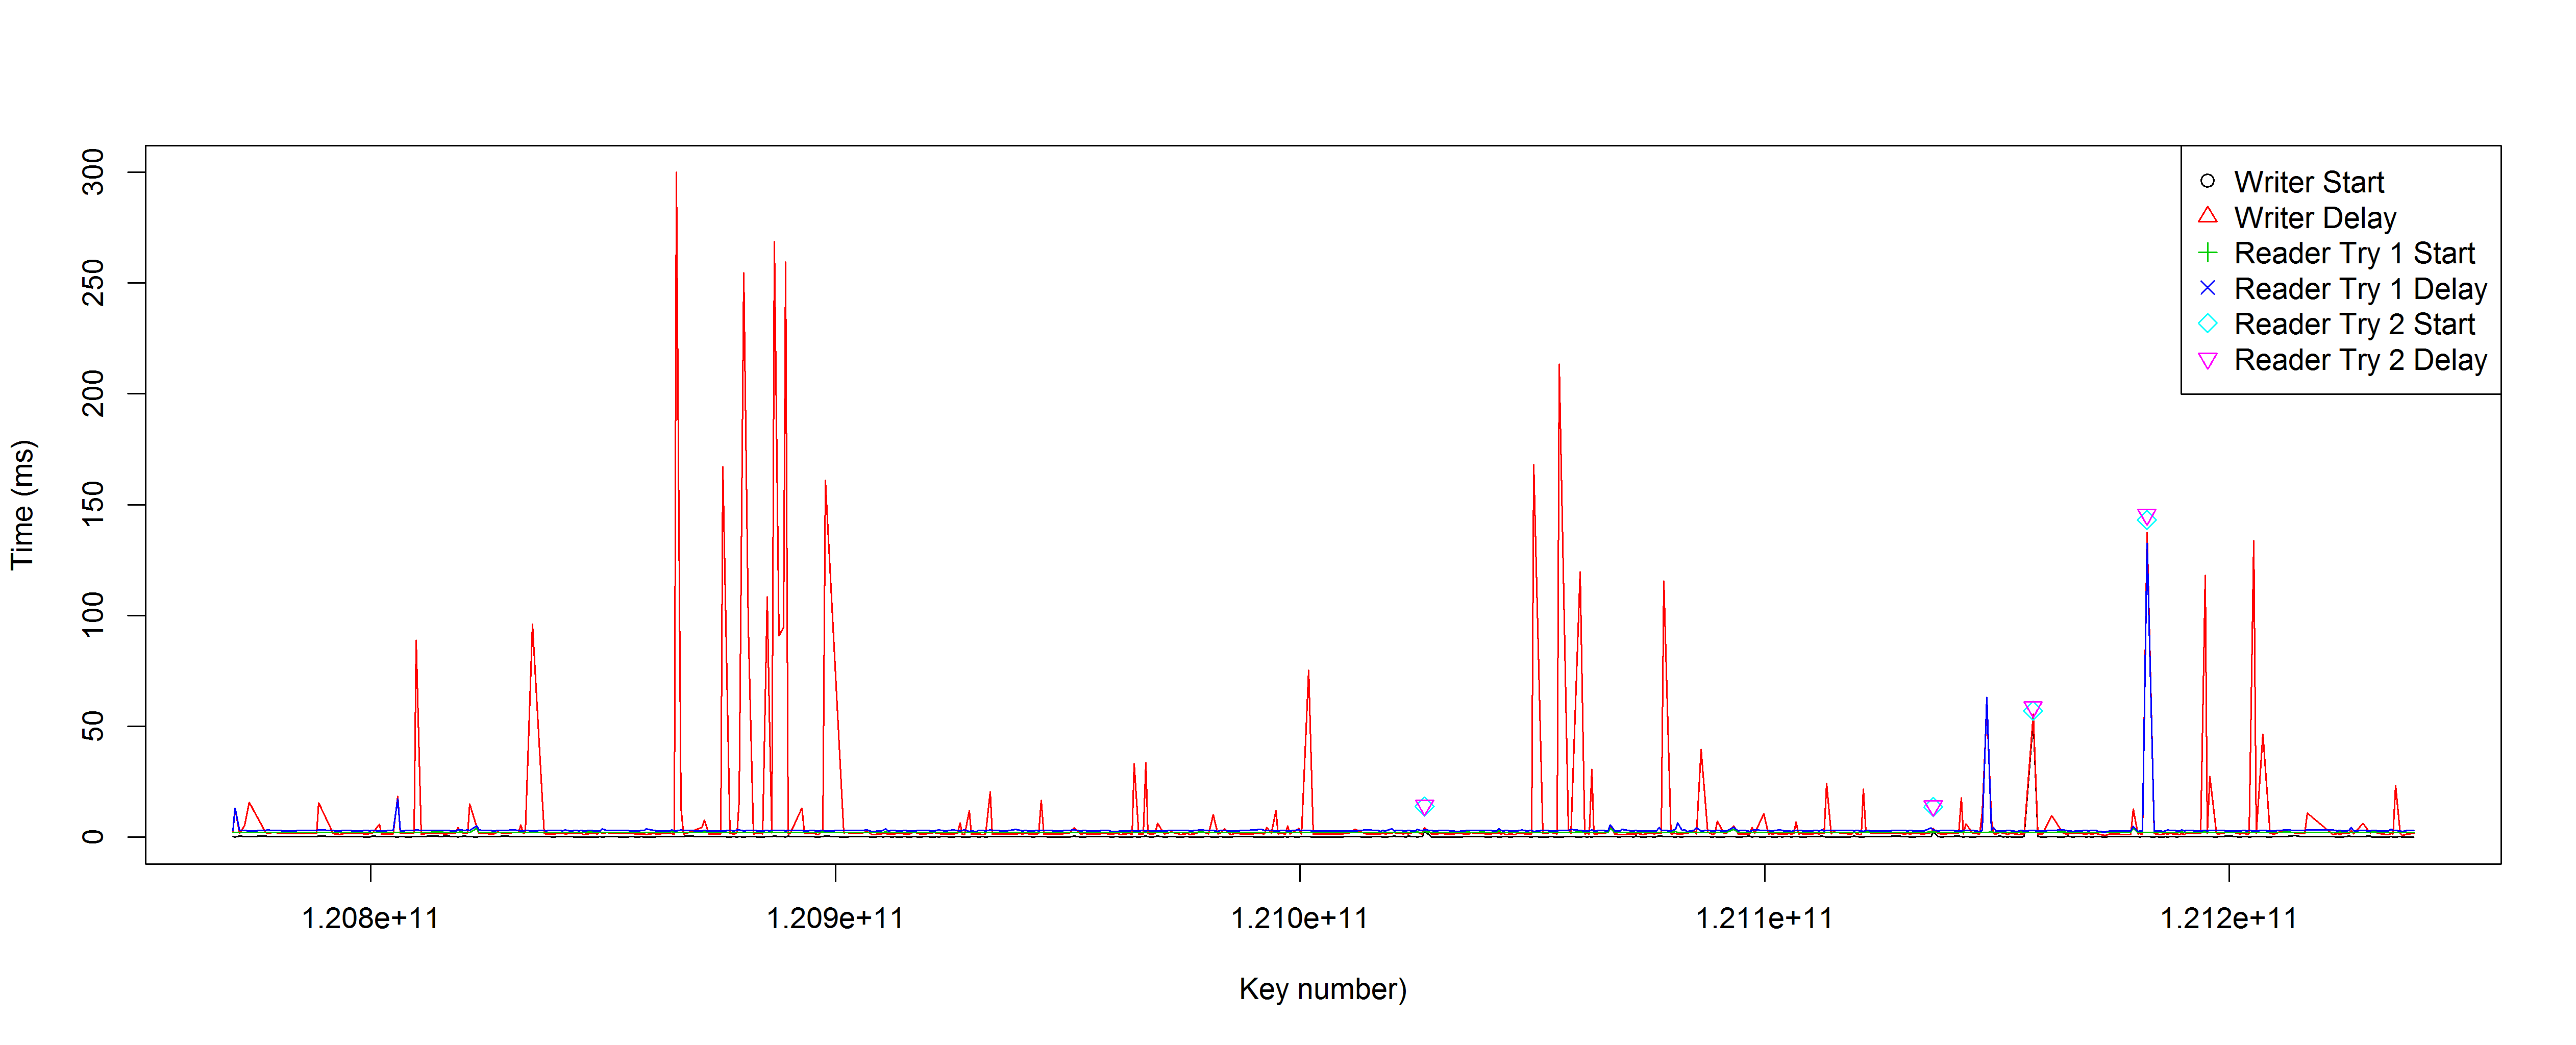 300
250
200
150
100
50
0
Time (ms)
Writer Start
Writer Delay
Reader Try 1 Start
Reader Try 1 Delay
Reader Try 2 Start
Reader Try 2 Delay
1.208e+11 1.209e+11 1.210e+11 1.211e+11 1.212e+11
Key number)